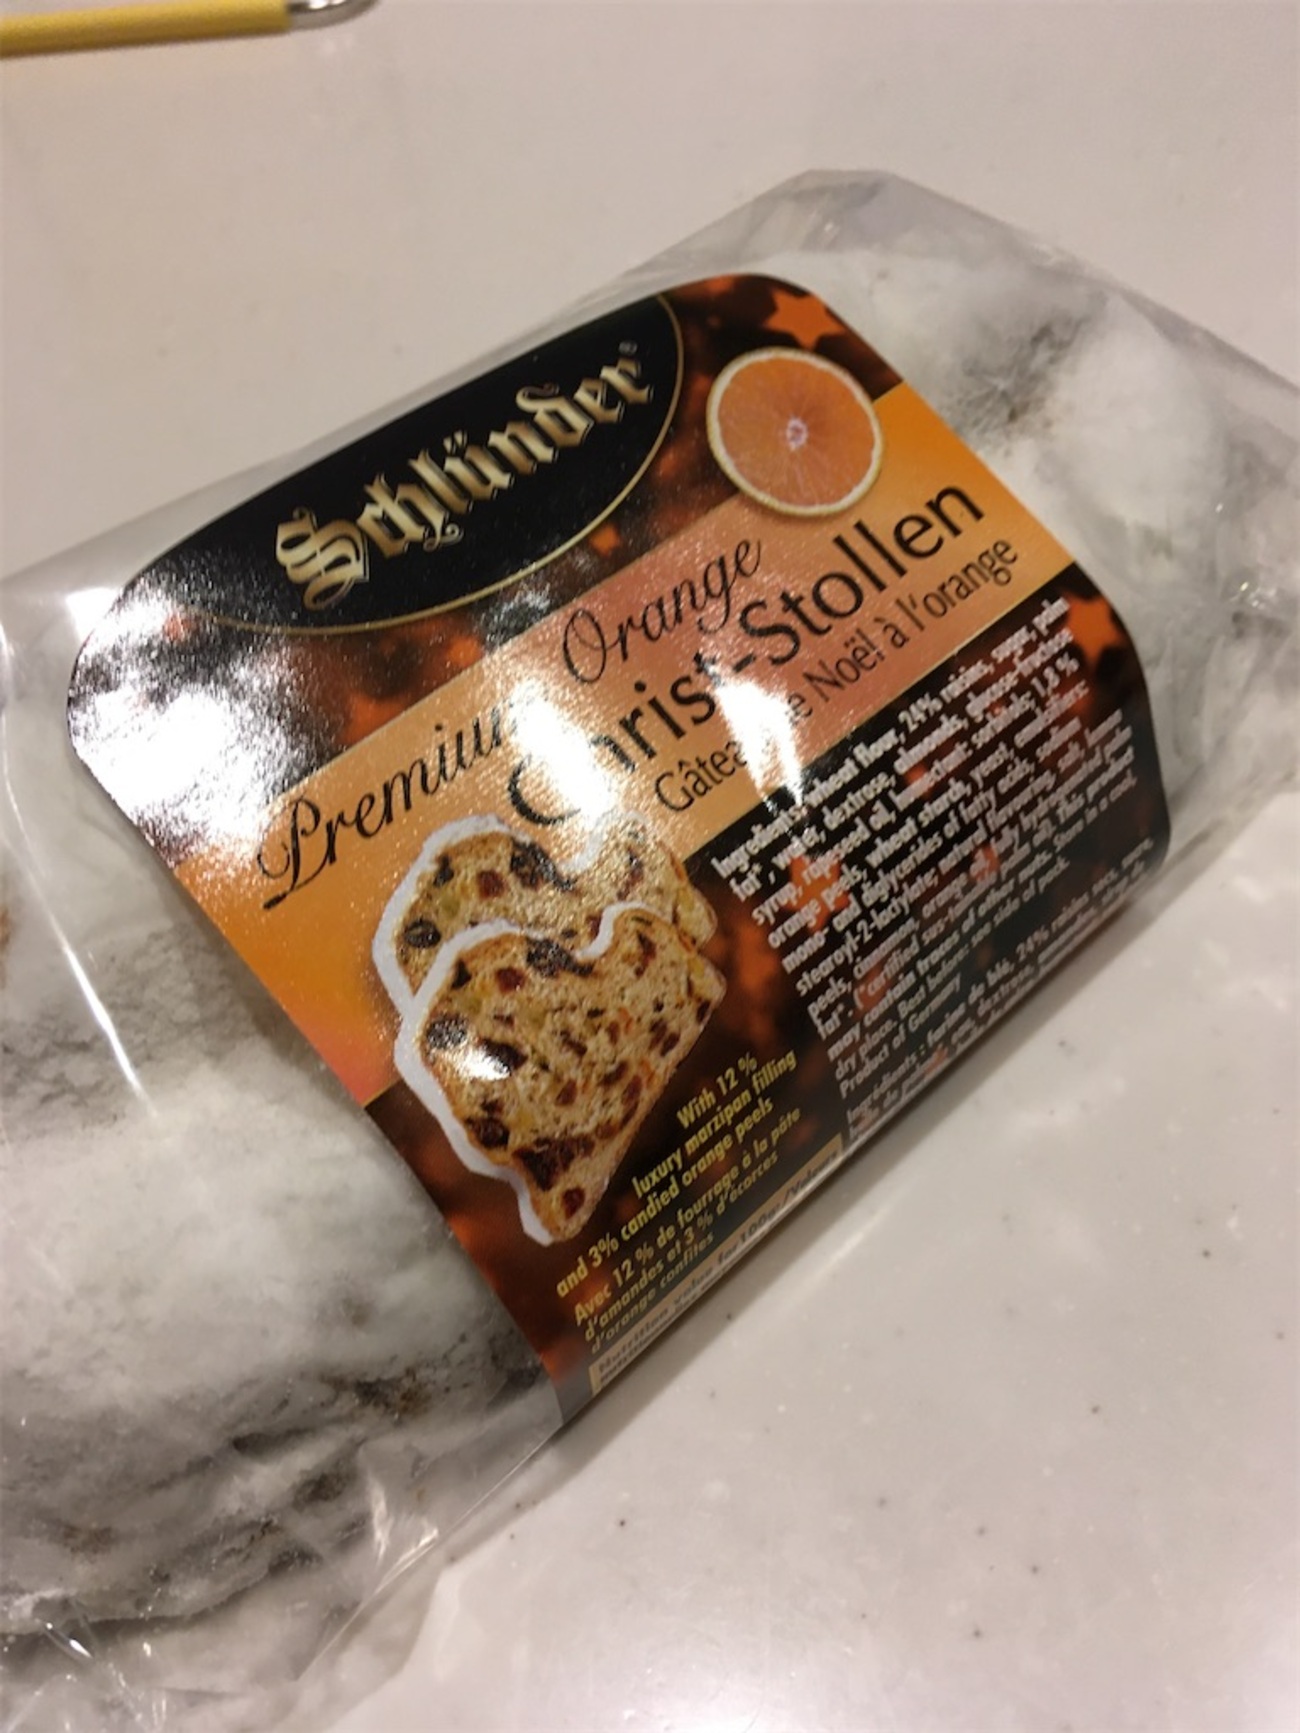 Schlünder®
Premium Orange
Christ-Stollen
Gâteau de Noël à l'orange
Ingredients: wheat flour, 24% raisins, sugar, palm
fat*, water, dextrose, almonds, glucose-fructose
syrup, rapeseed oil, humectant: sorbitol; 1,8 %
orange peels, wheat starch, yeast, emulsifiers:
mono- and diglycerides of fatty acids, sodium
stearoyl-2-lactylate; natural flavouring,
peels, cinnamon, orange oil, fully
fat*. (*certified sustainable palm oil). This product
may contain traces of other nuts. Store in a cool,
dry place. Best before: see side of pack.
Product of Germany
Ingrédients : farine de blé, 24% raisins secs, sucre,
With 12 %
luxury marzipan filling
and 3% candied orange peels
Avec 12 % de fourrage à la pâte
d'amandes et 3 % d'écorces
d'orange confites